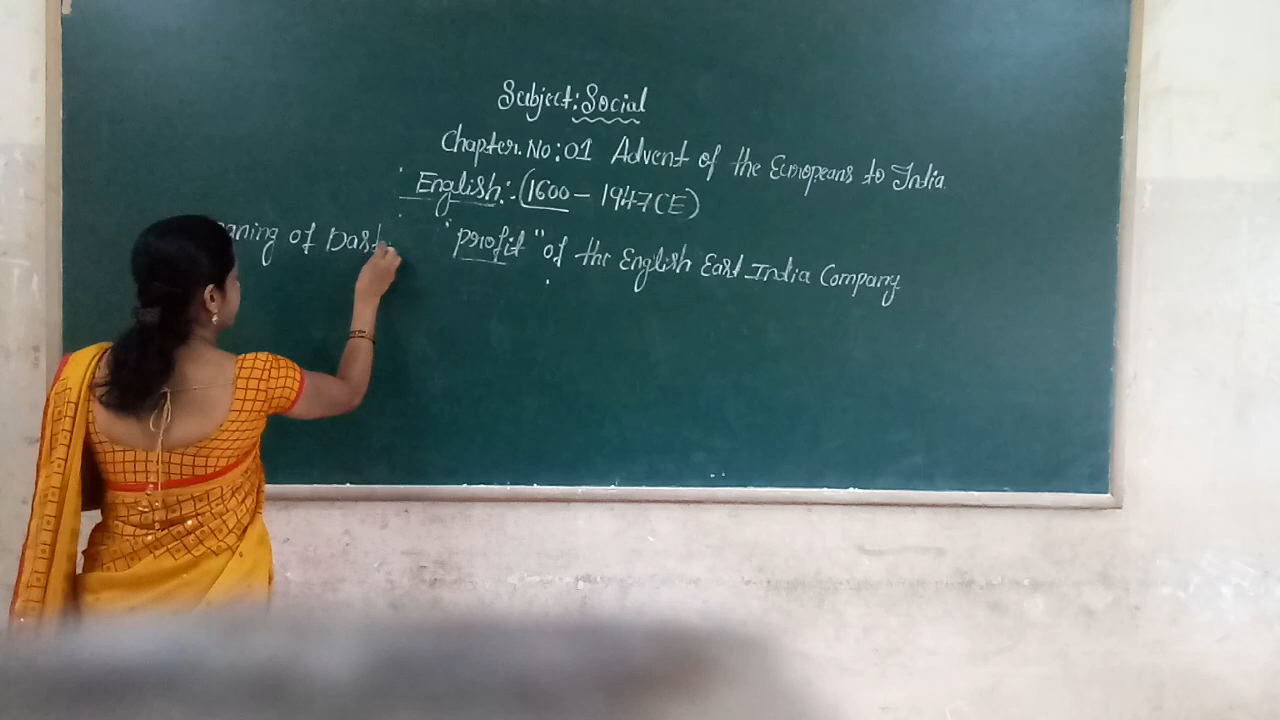 Subject: Social
Chapter. No: 01 Advent of the Europeans to India
English:- (1600 - 1947 CE)
of "profit" of the English East India Company